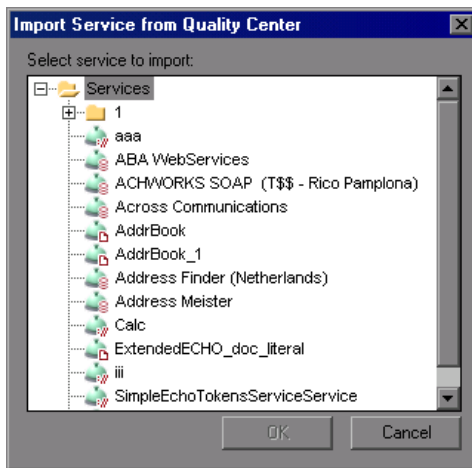 Import Service from Quality Center
Select service to import:
Services
1
aaa
ABA WebServices
ACHWORKS SOAP (T$$ - Rico Pamplona)
Across Communications
AddrBook
AddrBook_1
Address Finder (Netherlands)
Address Meister
Calc
ExtendedECHO_doc_literal
iii
SimpleEchoTokensServiceService
OK
Cancel